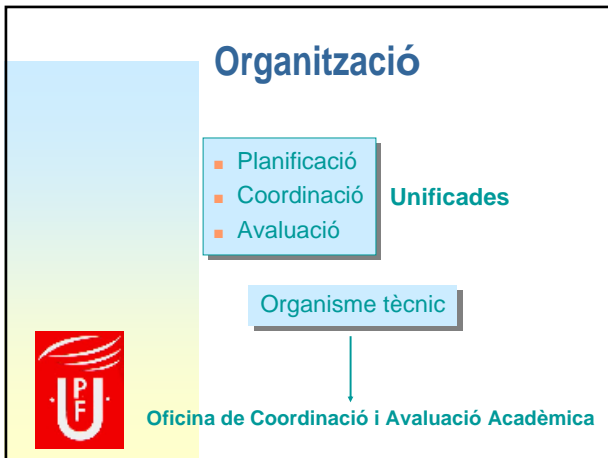 Organització
Planificació
Coordinació
Unificades
Avaluació
Organisme tècnic
Oficina de Coordinació i Avaluació Acadèmica
·UPF·